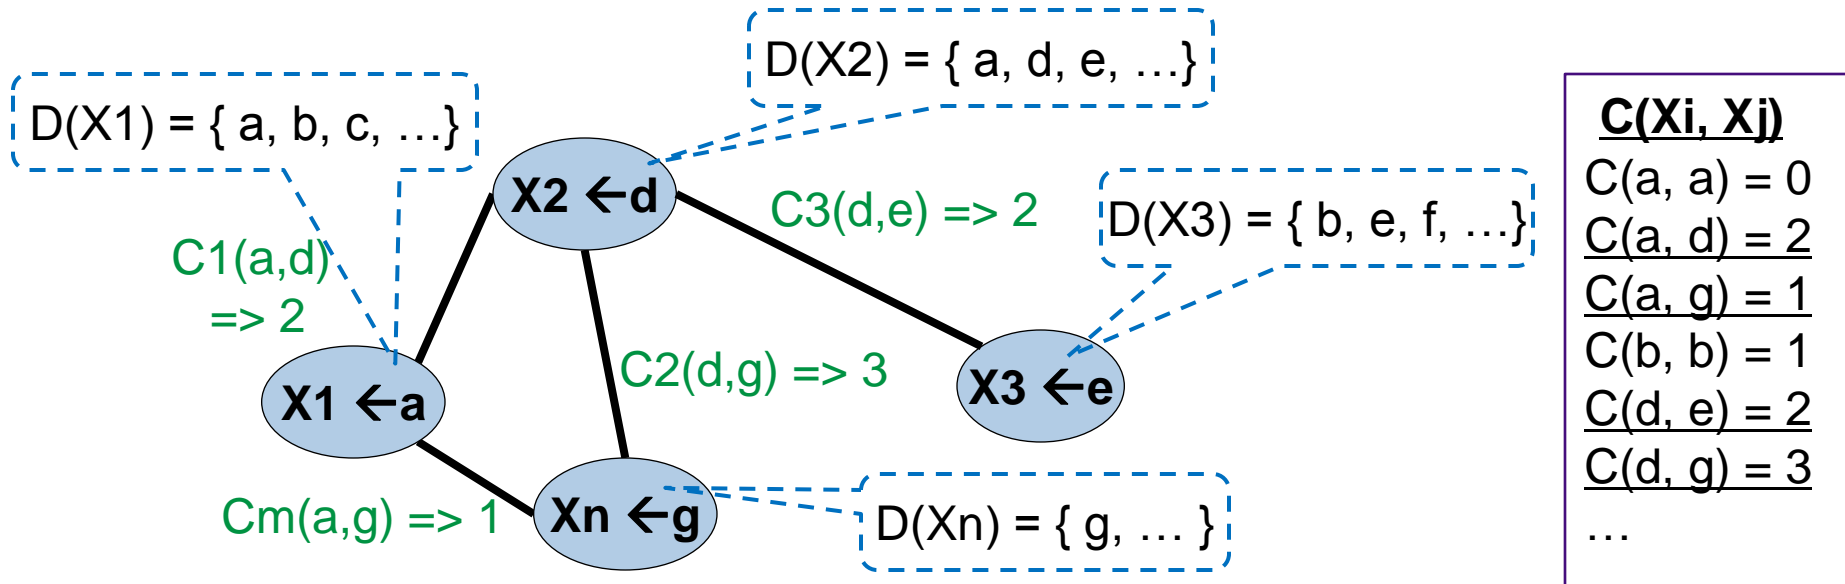 D(X2) = { a, d, e, …}
D(X1) = { a, b, c, …}
X2 ←d
C3(d,e) => 2
D(X3) = { b, e, f, …}
C1(a,d)
=> 2
C2(d,g) => 3
X1 ←a
X3 ←e
Cm(a,g) => 1
Xn ←g
D(Xn) = { g, … }
C(Xi, Xj)
C(a, a) = 0
C(a, d) = 2
C(a, g) = 1
C(b, b) = 1
C(d, e) = 2
C(d, g) = 3
…